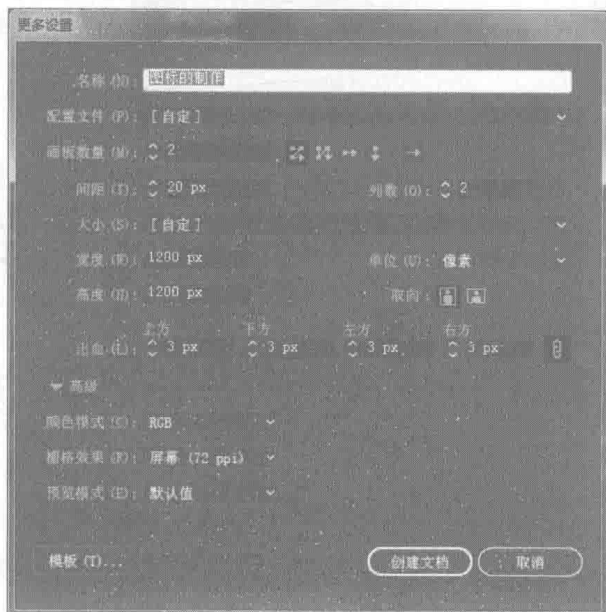 更多设置
名称(N): 图标的制作
配置文件(P): [自定]
画板数量(M): 2
间距(I): 20 px 列数(O): 2
大小(S): [自定]
宽度(W): 1200 px 单位(U): 像素
高度(H): 1200 px 取向:
上方 下方 左方 右方
出血(L): 3 px 3 px 3 px 3 px
高级
颜色模式(C): RGB
栅格效果(R): 屏幕 (72 ppi)
预览模式(E): 默认值
模板 (T)... 创建文档 取消